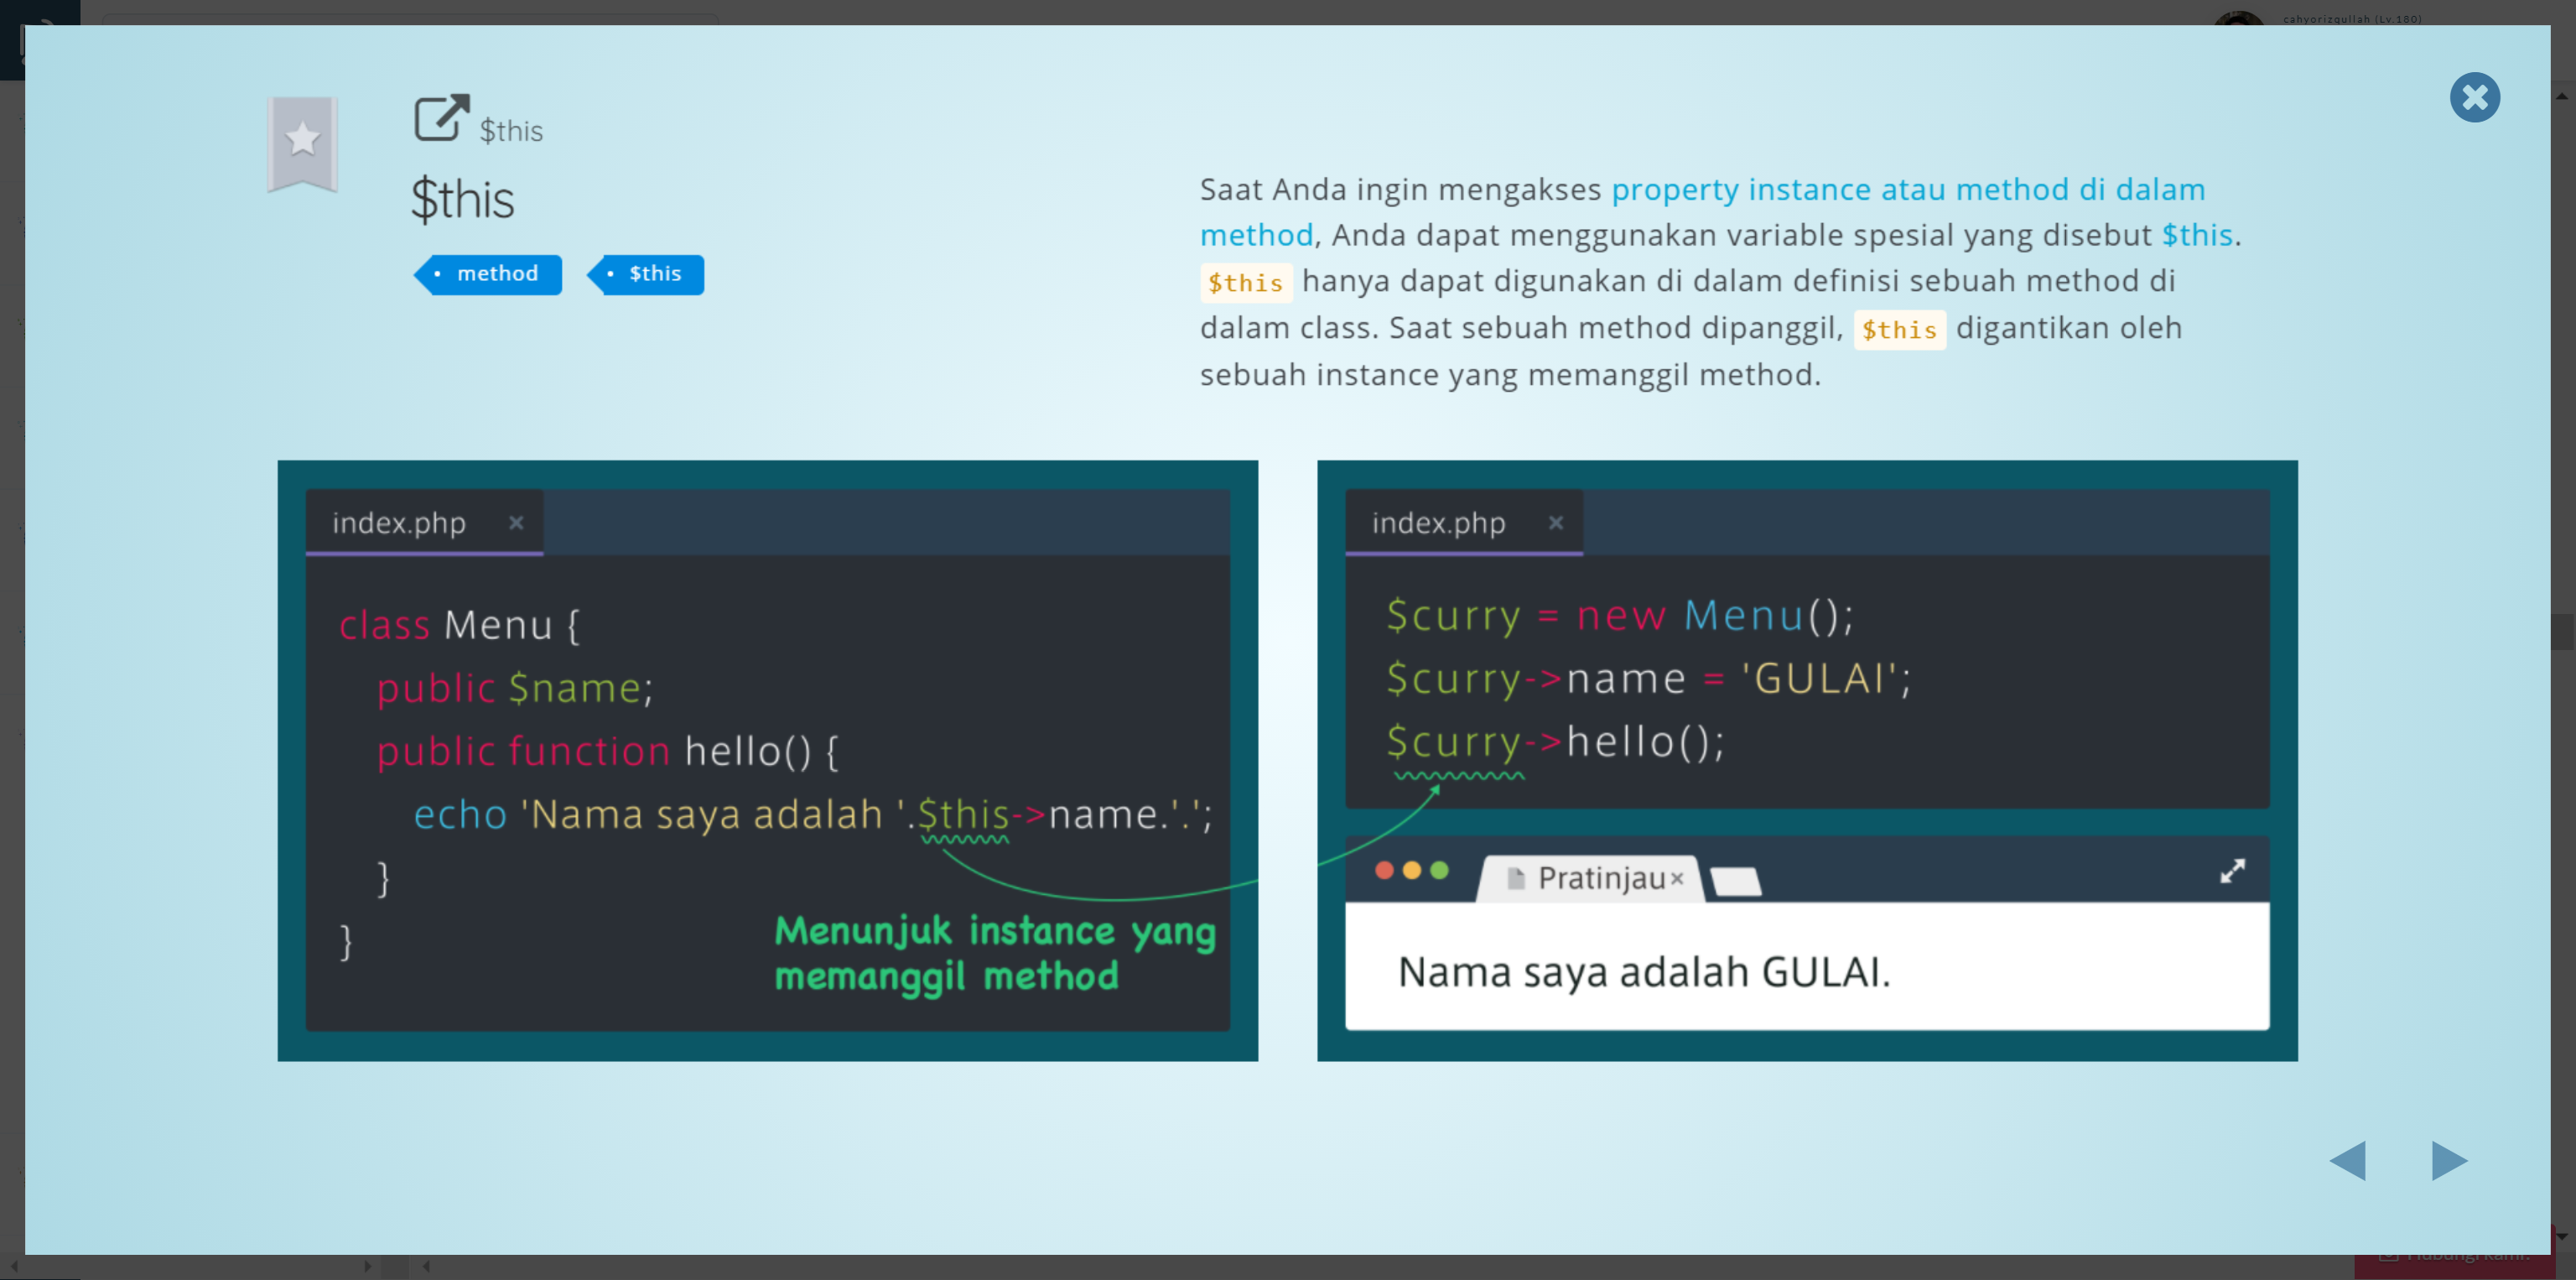 cahyorizqullah (Lv.180)
$this
$this
• method
• $this
Saat Anda ingin mengakses property instance atau method di dalam
method, Anda dapat menggunakan variable spesial yang disebut $this.
$this hanya dapat digunakan di dalam definisi sebuah method di
dalam class. Saat sebuah method dipanggil, $this digantikan oleh
sebuah instance yang memanggil method.
index.php ×
class Menu {
public $name;
public function hello() {
echo 'Nama saya adalah '.$this->name.'.';
}
}
Menunjuk instance yang
memanggil method
index.php ×
$curry = new Menu();
$curry->name = 'GULAI';
$curry->hello();
Pratinjau×
Nama saya adalah GULAI.